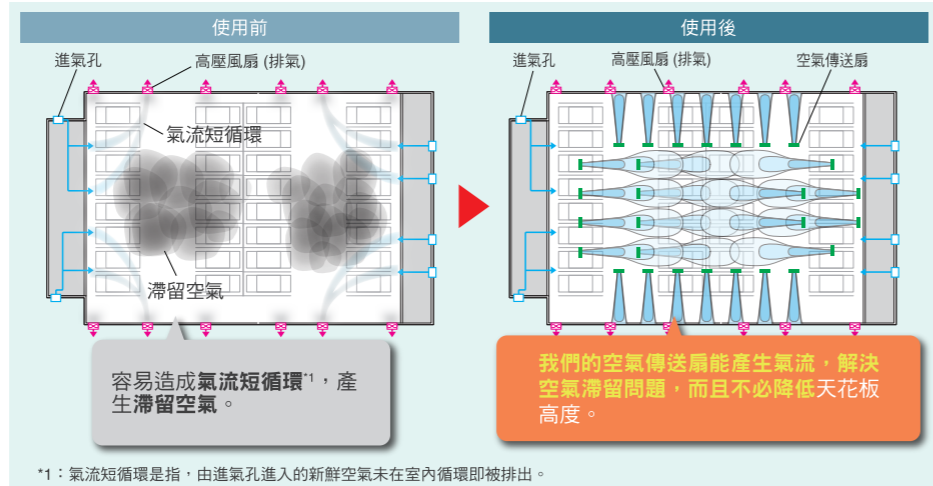 使用前
使用後
進氣孔
高壓風扇 (排氣)
氣流短循環
滯留空氣
進氣孔
高壓風扇 (排氣)
空氣傳送扇
容易造成氣流短循環*1，產
生滯留空氣。
我們的空氣傳送扇能產生氣流，解決
空氣滯留問題，而且不必降低天花板
高度。
*1：氣流短循環是指，由進氣孔進入的新鮮空氣未在室內循環即被排出。